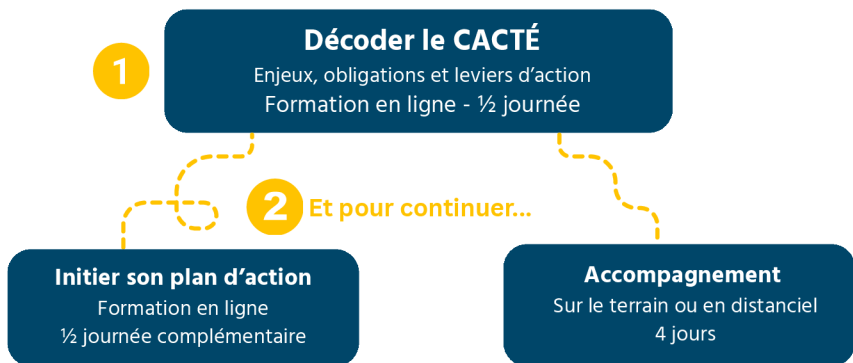 1
Décoder le CACTÉ
Enjeux, obligations et leviers d'action
Formation en ligne - ½ journée
2
Et pour continuer...
Initier son plan d'action
Formation en ligne
½ journée complémentaire
Accompagnement
Sur le terrain ou en distanciel
4 jours